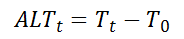 ALT_t = T_t − T_0